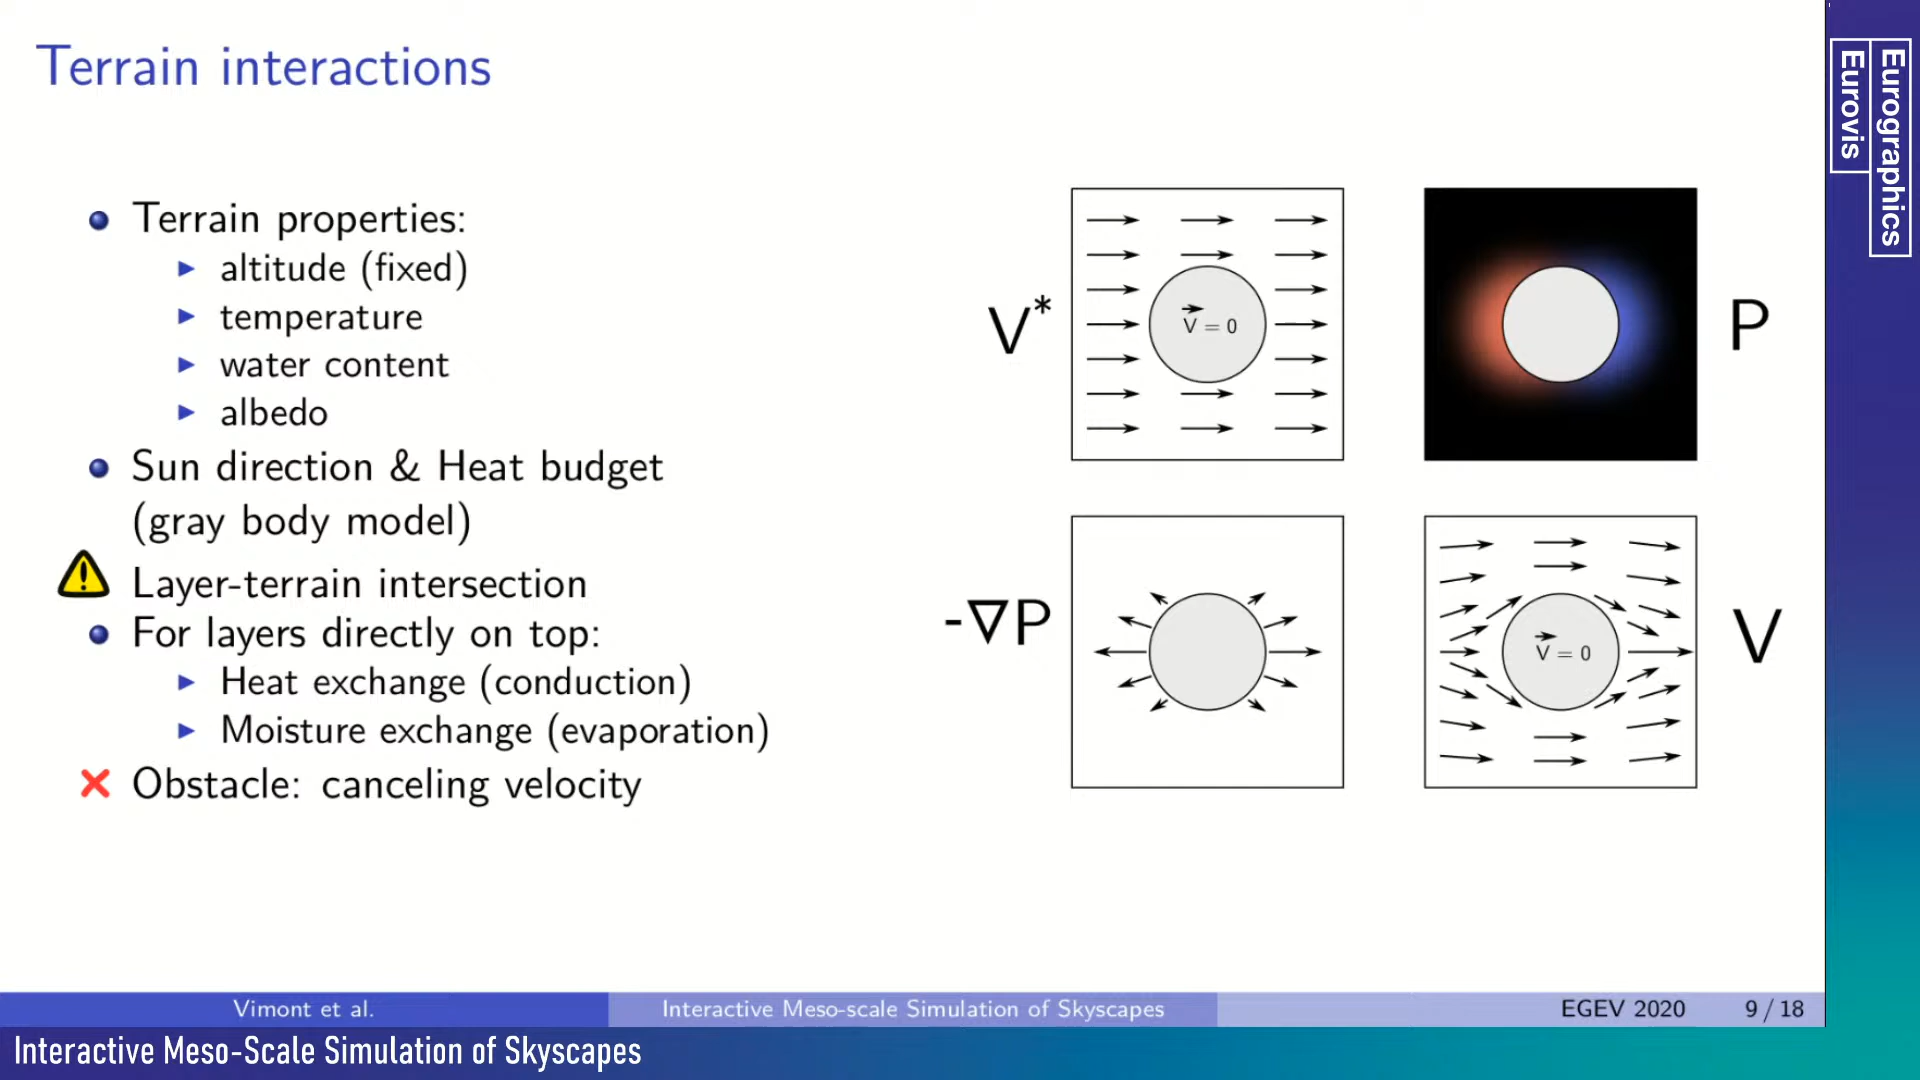 Terrain interactions
Terrain properties:
altitude (fixed)
temperature
water content
albedo
Sun direction & Heat budget
(gray body model)
Layer-terrain intersection
For layers directly on top:
Heat exchange (conduction)
Moisture exchange (evaporation)
Obstacle: canceling velocity
V*
V = 0
P
-∇P
V = 0
V
Eurographics
Eurovis
Vimont et al.
Interactive Meso-scale Simulation of Skyscapes
EGEV 2020
9 / 18
Interactive Meso-Scale Simulation of Skyscapes